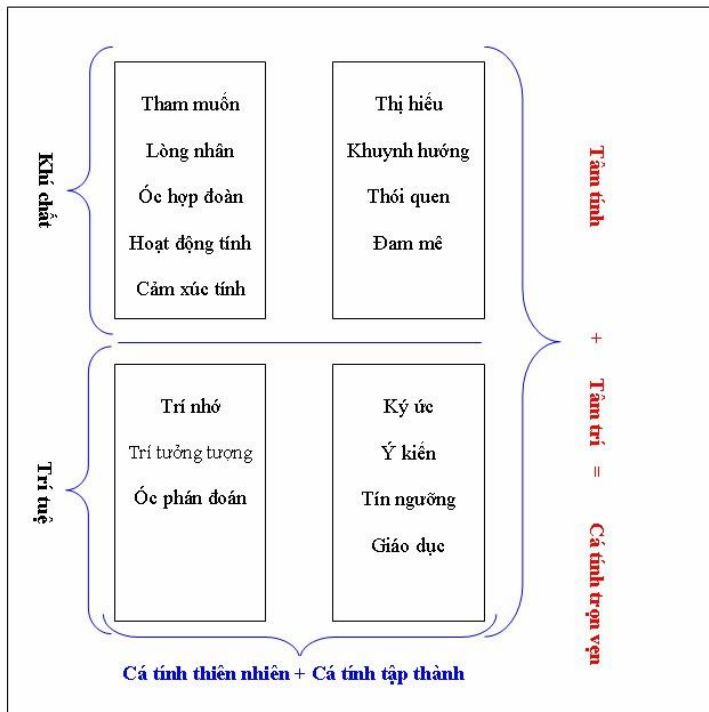 Khí chất
Tham muốn
Lòng nhân
Óc hợp đoàn
Hoạt động tính
Cảm xúc tính
Thị hiếu
Khuynh hướng
Thói quen
Đam mê
Trí tuệ
Trí nhớ
Trí tưởng tượng
Óc phán đoán
Ký ức
Ý kiến
Tín ngưỡng
Giáo dục
Tâm tính + Tâm trí = Cá tính trọn vẹn
Cá tính thiên nhiên + Cá tính tập thành